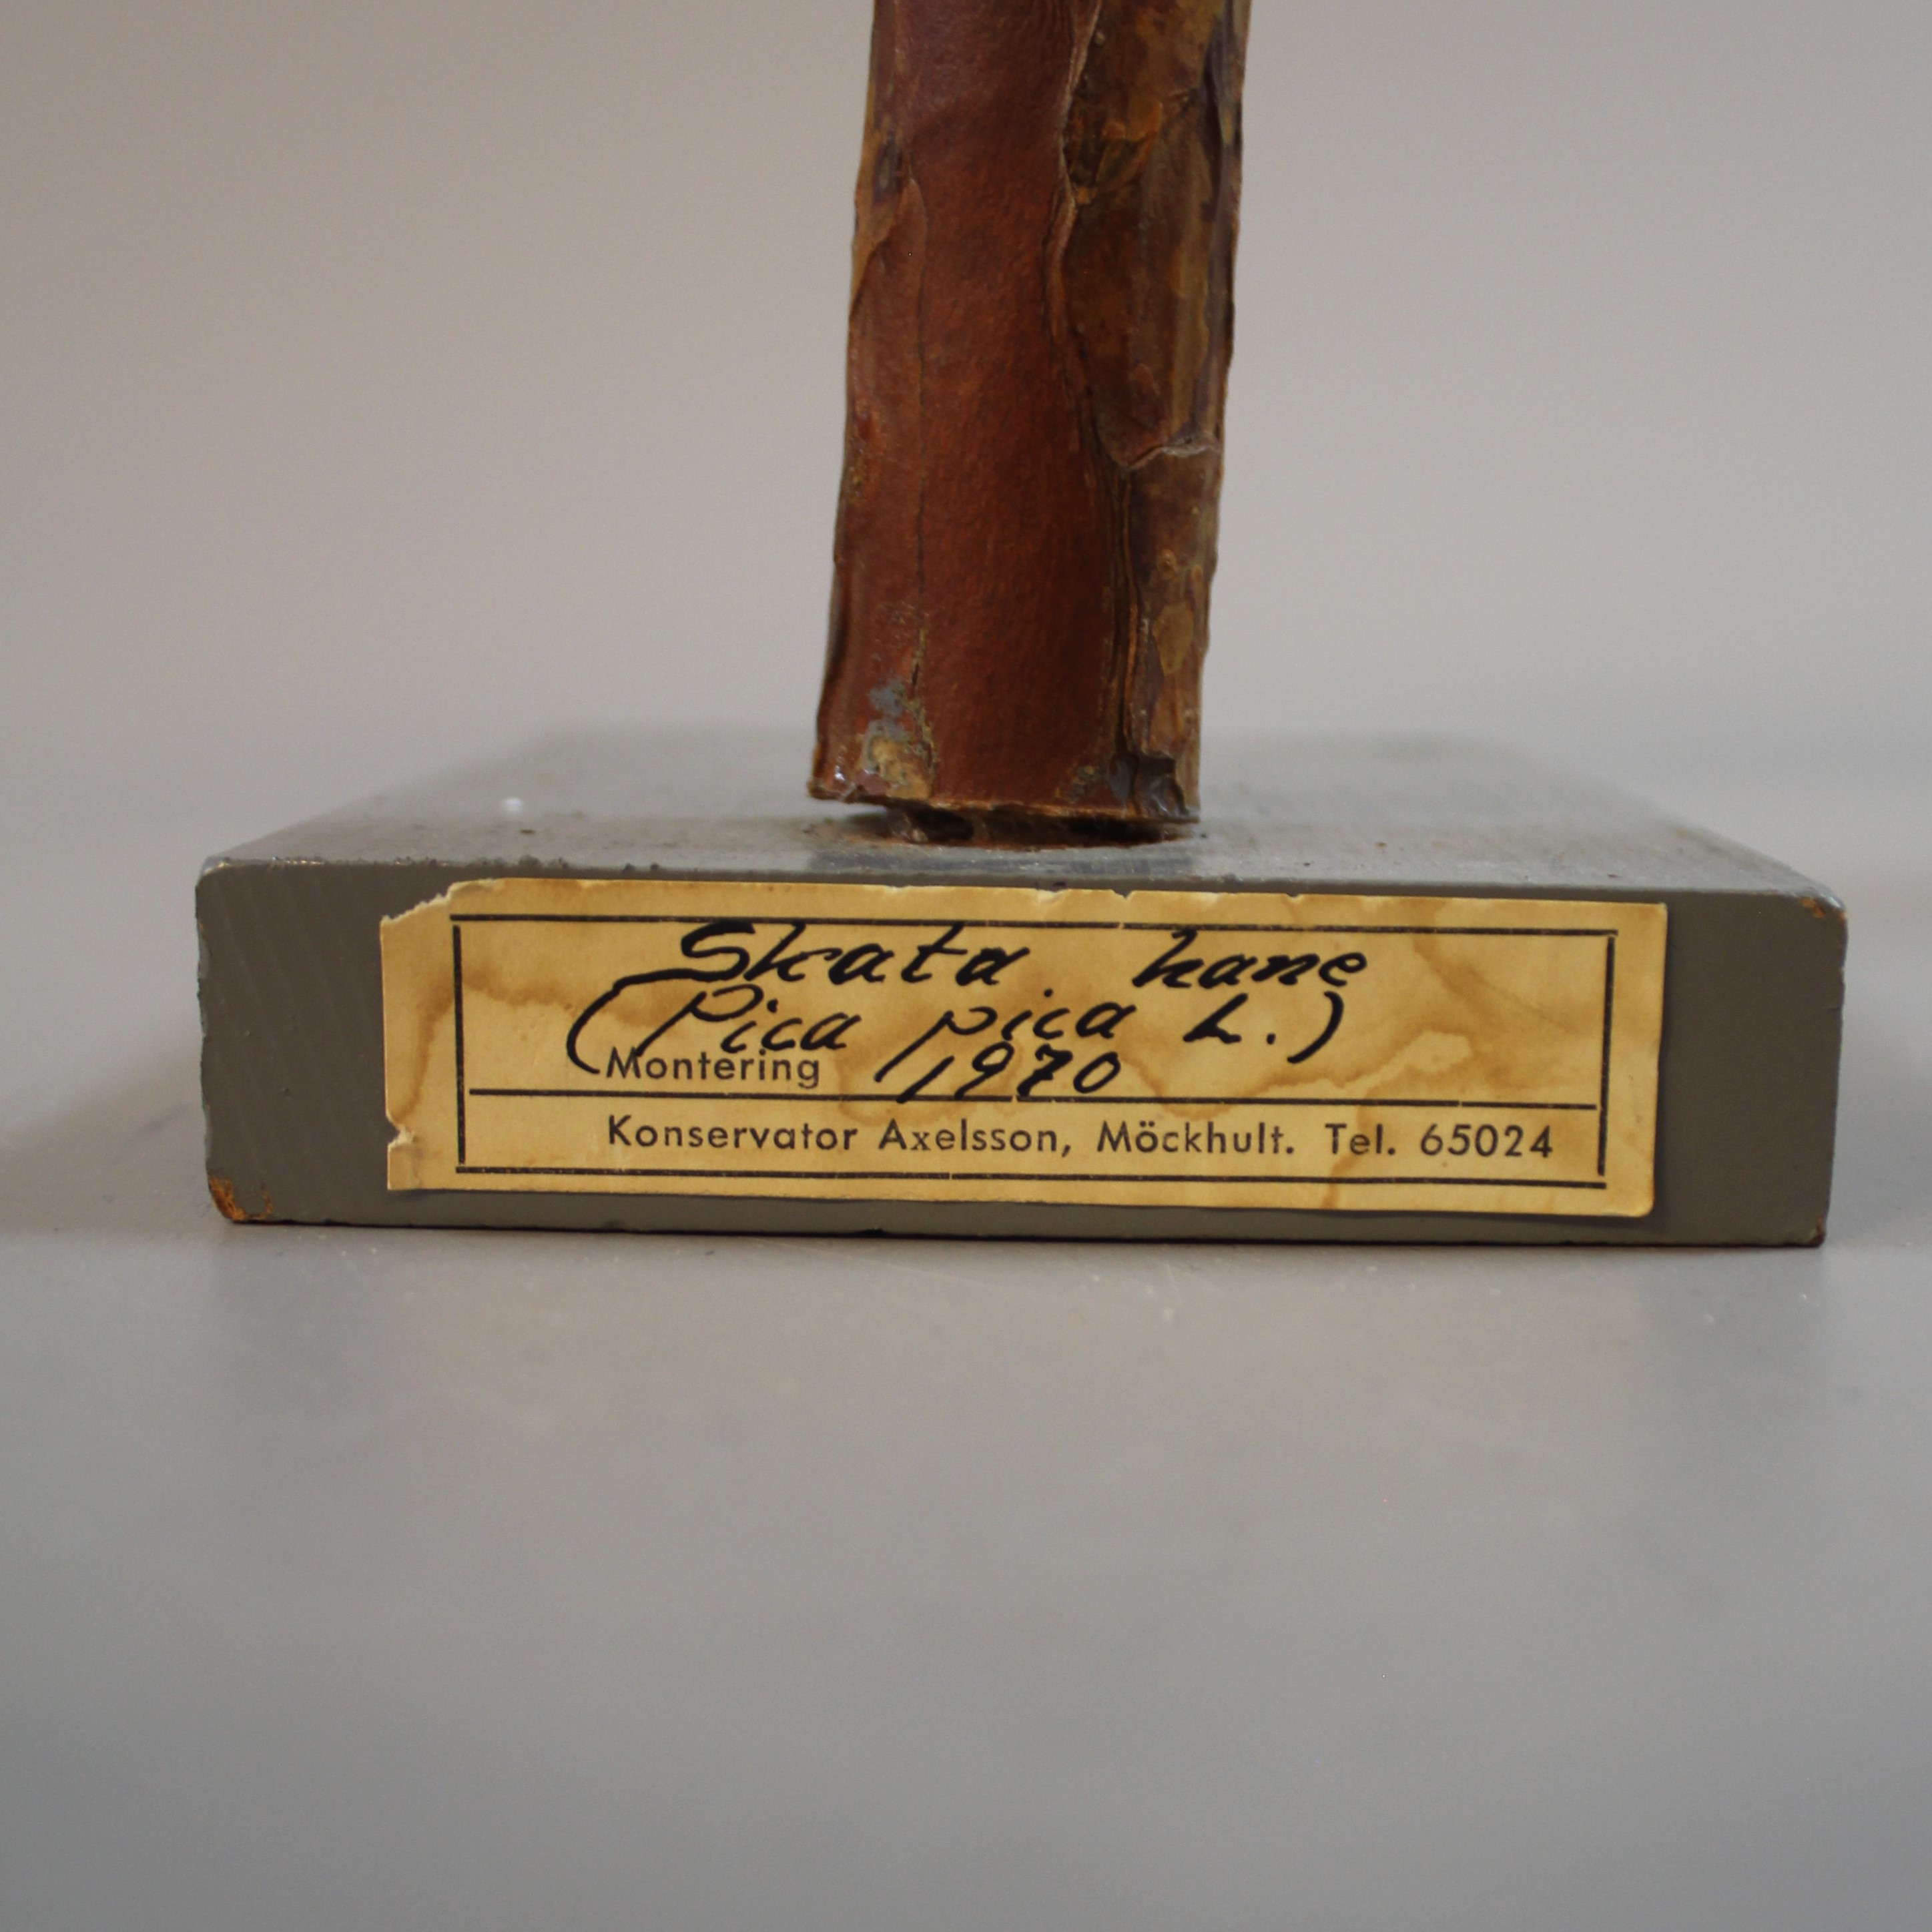 Skata hane
(Pica pica L.)
Montering 1970
Konservator Axelsson, Möckhult. Tel. 65024